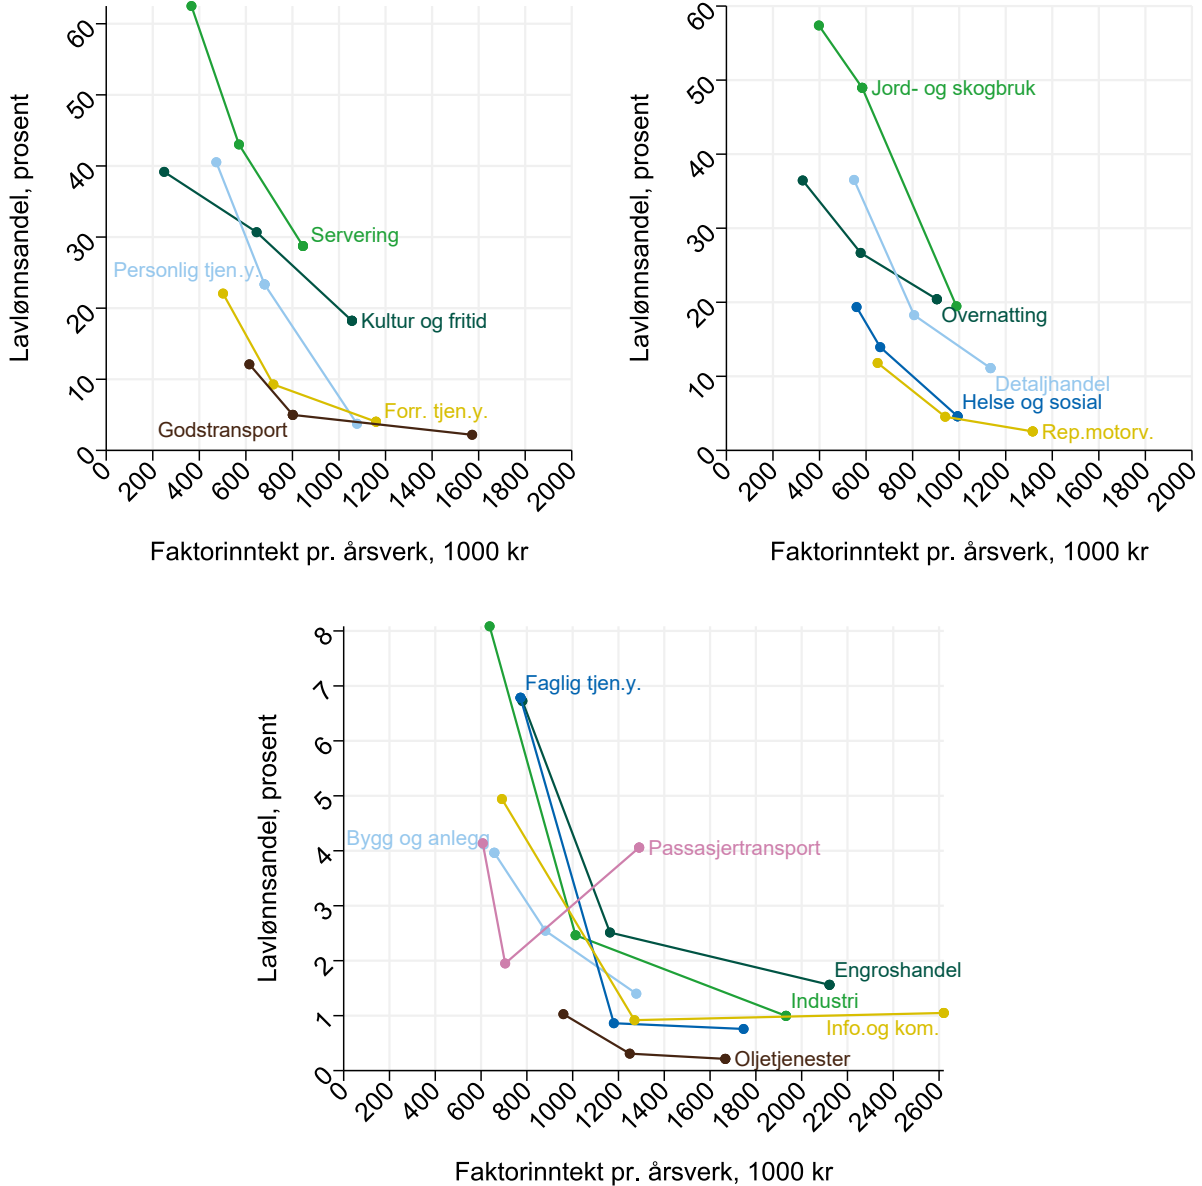 60
50
40
30
20
10
0
Lavlønnsandel, prosent
Servering
Personlig tjen.y.
Kultur og fritid
Forr. tjen.y.
Godstransport
0 200 400 600 800 1000 1200 1400 1600 2000
Faktorinntekt pr. årsverk, 1000 kr
60
50
40
30
20
10
0
Lavlønnsandel, prosent
Jord- og skogbruk
Overnatting
Detaljhandel
Helse og sosial
Rep.motorv.
0 200 400 600 800 1000 1200 1400 1600 1800 2000
Faktorinntekt pr. årsverk, 1000 kr
8
7
6
5
4
3
2
1
0
Lavlønnsandel, prosent
Faglig tjen.y.
Bygg og anlegg
Passasjertransport
Engroshandel
Industri
Info.og kom.
Oljetjenester
0 200 400 600 800 1000 1200 1400 1600 1800 2000 2200 2400 2600
Faktorinntekt pr. årsverk, 1000 kr